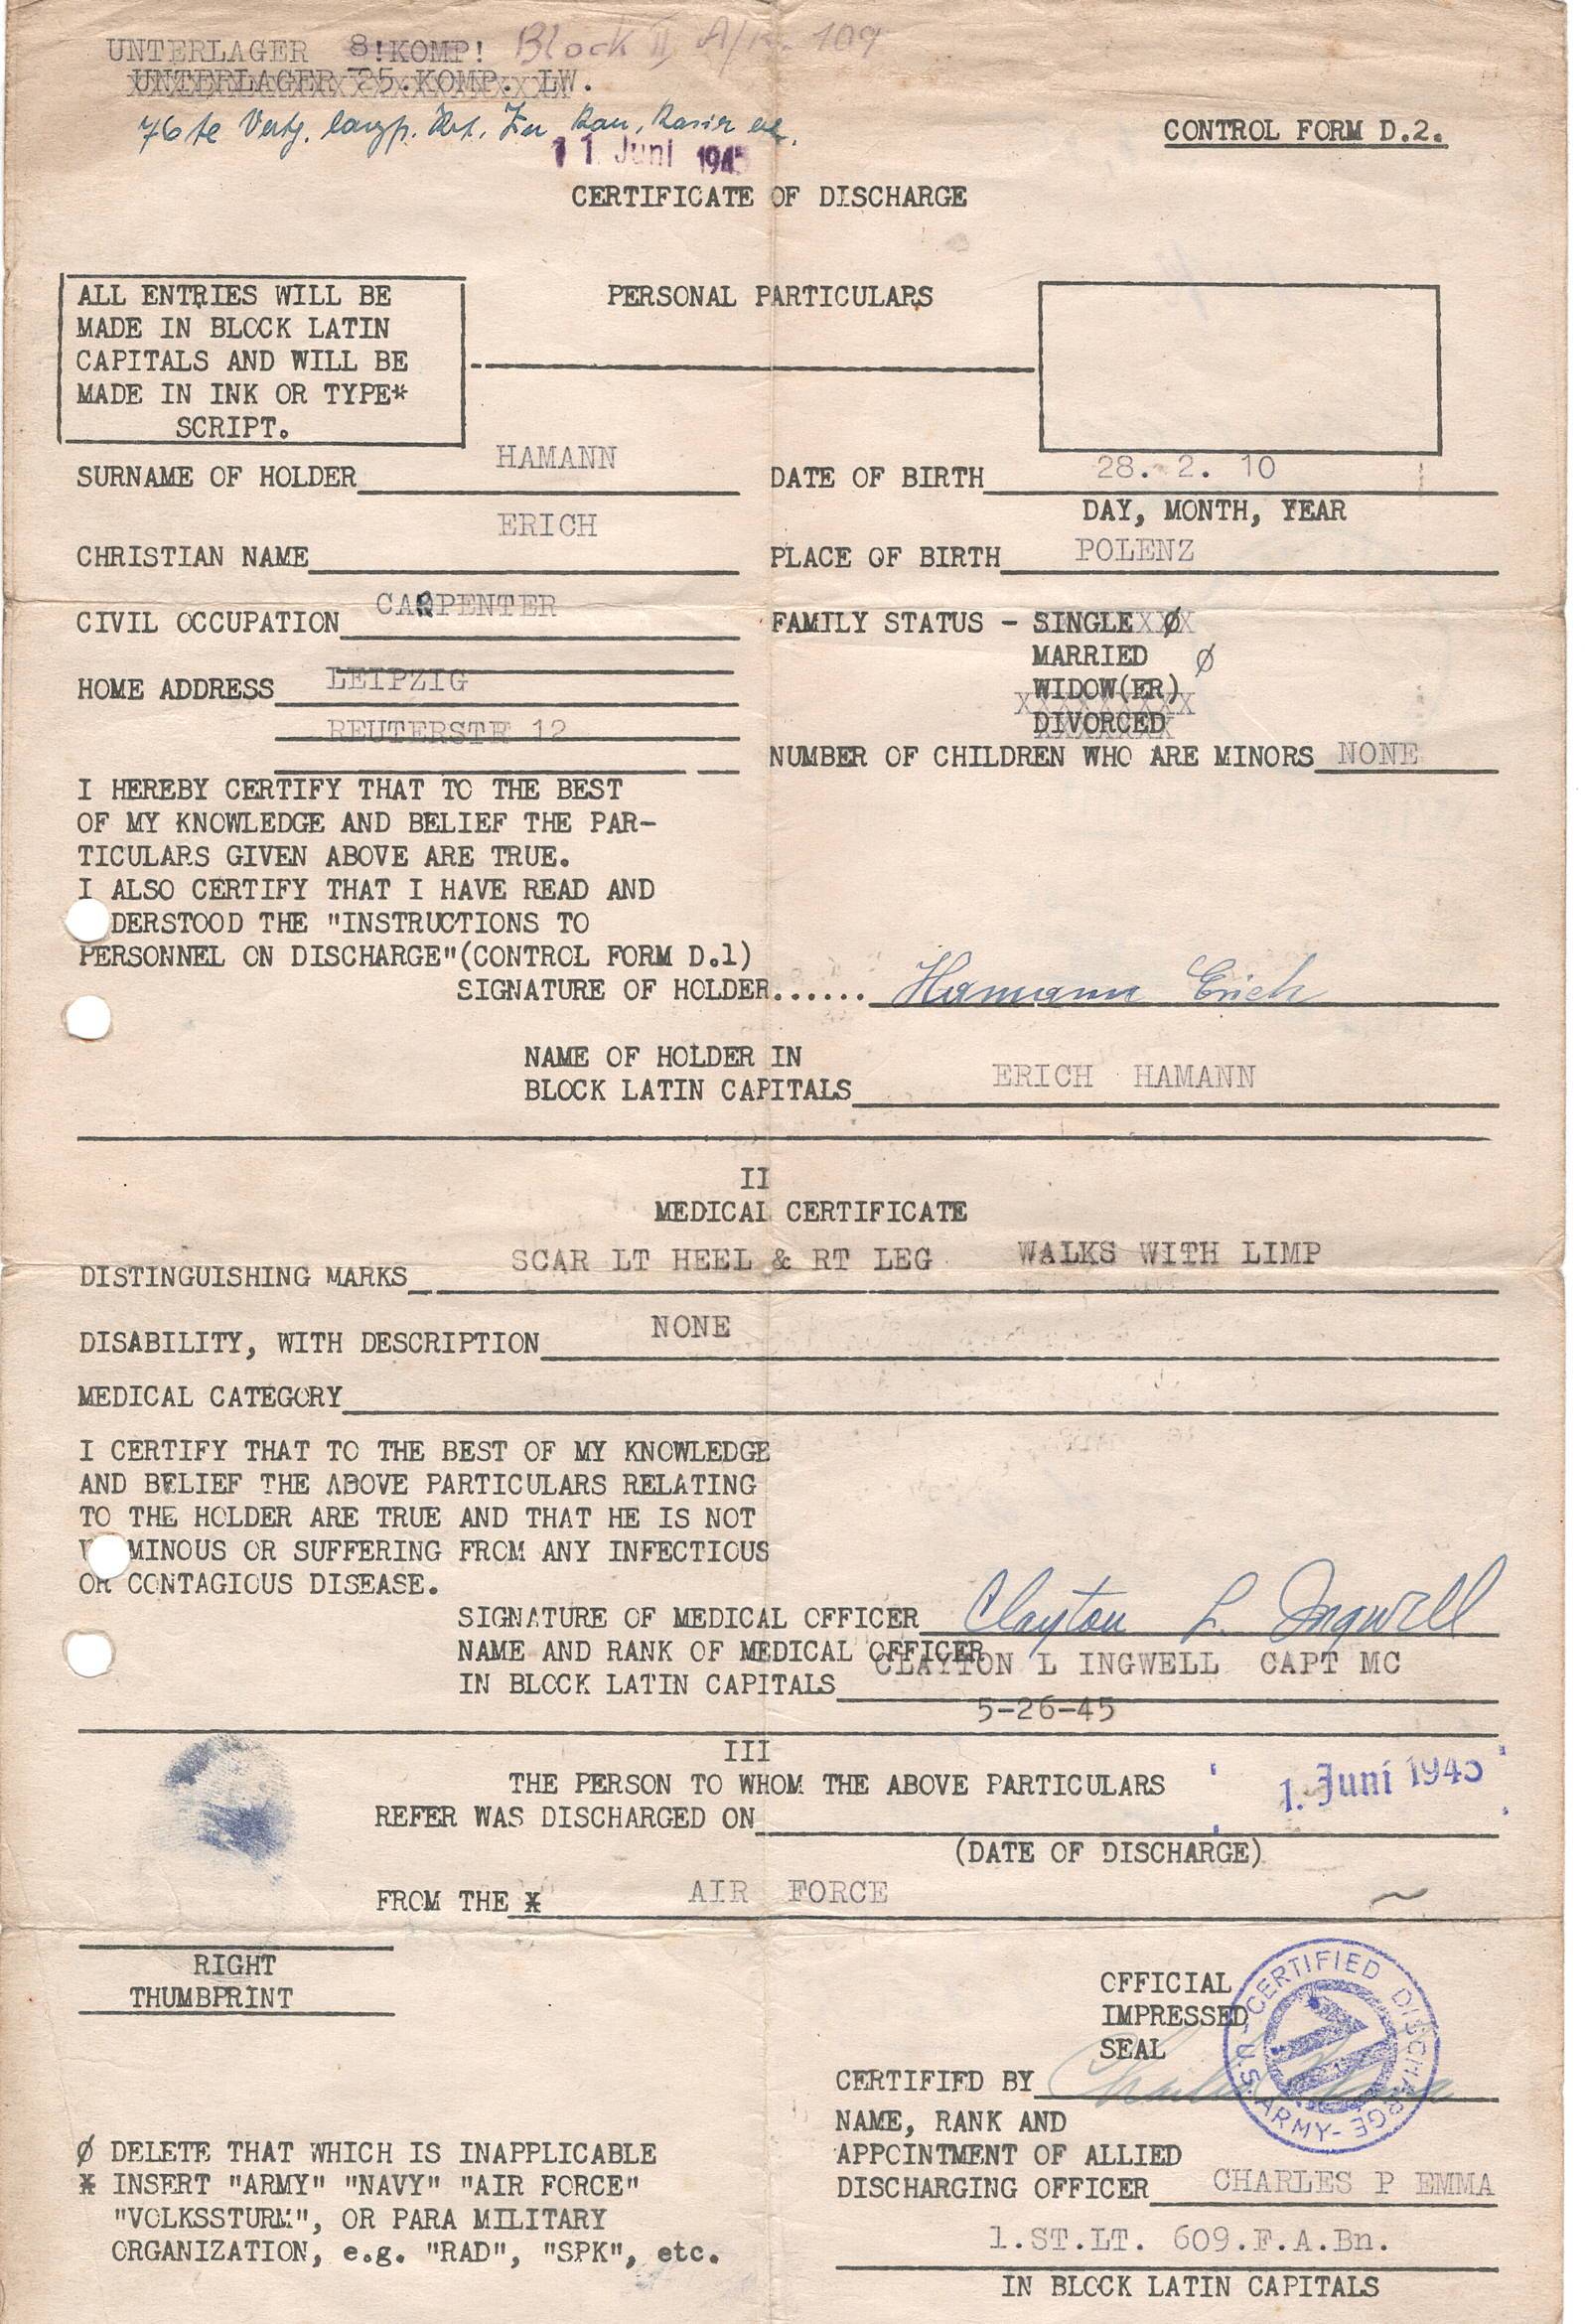 UNTERLAGER 8!KOMP! Block II A/K. 109
UNTERLAGER 25.KOMP. LW.
76te
11. Juni 1945
CONTROL FORM D.2.
CERTIFICATE OF DISCHARGE
ALL ENTRIES WILL BE
MADE IN BLOCK LATIN
CAPITALS AND WILL BE
MADE IN INK OR TYPE*
SCRIPT.
PERSONAL PARTICULARS
SURNAME OF HOLDER HAMANN
DATE OF BIRTH 28. 2. 10
DAY, MONTH, YEAR
CHRISTIAN NAME ERICH
PLACE OF BIRTH POLENZ
CIVIL OCCUPATION CARPENTER
FAMILY STATUS - SINGLE XØX
MARRIED Ø
WIDOW(ER)
DIVORCED
HOME ADDRESS LEIPZIG
REUTERSTR 12
NUMBER OF CHILDREN WHO ARE MINORS NONE
I HEREBY CERTIFY THAT TO THE BEST
OF MY KNOWLEDGE AND BELIEF THE PAR-
TICULARS GIVEN ABOVE ARE TRUE.
I ALSO CERTIFY THAT I HAVE READ AND
DERSTOOD THE "INSTRUCTIONS TO
PERSONNEL ON DISCHARGE"(CONTROL FORM D.1)
SIGNATURE OF HOLDER...... Hamann Erich
NAME OF HOLDER IN
BLOCK LATIN CAPITALS ERICH HAMANN
II
MEDICAL CERTIFICATE
DISTINGUISHING MARKS SCAR LT HEEL & RT LEG WALKS WITH LIMP
DISABILITY, WITH DESCRIPTION NONE
MEDICAL CATEGORY
I CERTIFY THAT TO THE BEST OF MY KNOWLEDGE
AND BELIEF THE ABOVE PARTICULARS RELATING
TO THE HOLDER ARE TRUE AND THAT HE IS NOT
V MINOUS OR SUFFERING FROM ANY INFECTIOUS
OR CONTAGIOUS DISEASE.
SIGNATURE OF MEDICAL OFFICER Clayton L. Ingwell
NAME AND RANK OF MEDICAL OFFICER
IN BLOCK LATIN CAPITALS CLAYTON L INGWELL CAPT MC
5-26-45
III
THE PERSON TO WHOM THE ABOVE PARTICULARS
REFER WAS DISCHARGED ON 1. Juni 1945
(DATE OF DISCHARGE)
FROM THE X AIR FORCE
RIGHT
THUMBPRINT
OFFICIAL
IMPRESSED
SEAL
U.S. ARMY - CERTIFIED DISCHARGE -
CERTIFIED BY
NAME, RANK AND
APPOINTMENT OF ALLIED
DISCHARGING OFFICER CHARLES P EMMA
1.ST.LT. 609.F.A.Bn.
IN BLOCK LATIN CAPITALS
Ø DELETE THAT WHICH IS INAPPLICABLE
X INSERT "ARMY" "NAVY" "AIR FORCE"
"VOLKSSTURM", OR PARA MILITARY
ORGANIZATION, e.g. "RAD", "SPK", etc.